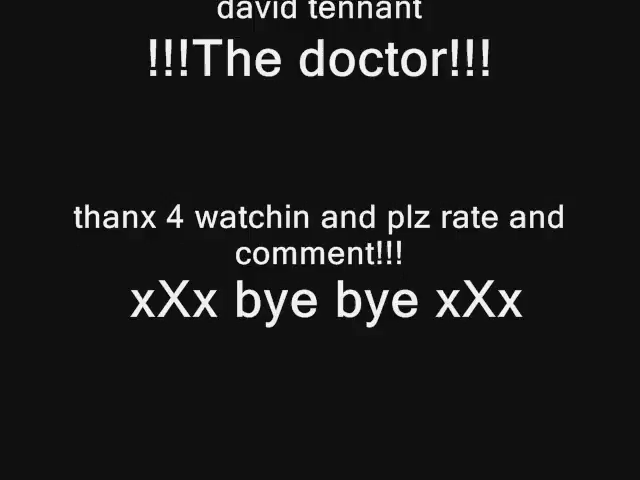 david tennant
!!!The doctor!!!
thanx 4 watchin and plz rate and
comment!!!
xXx bye bye xXx